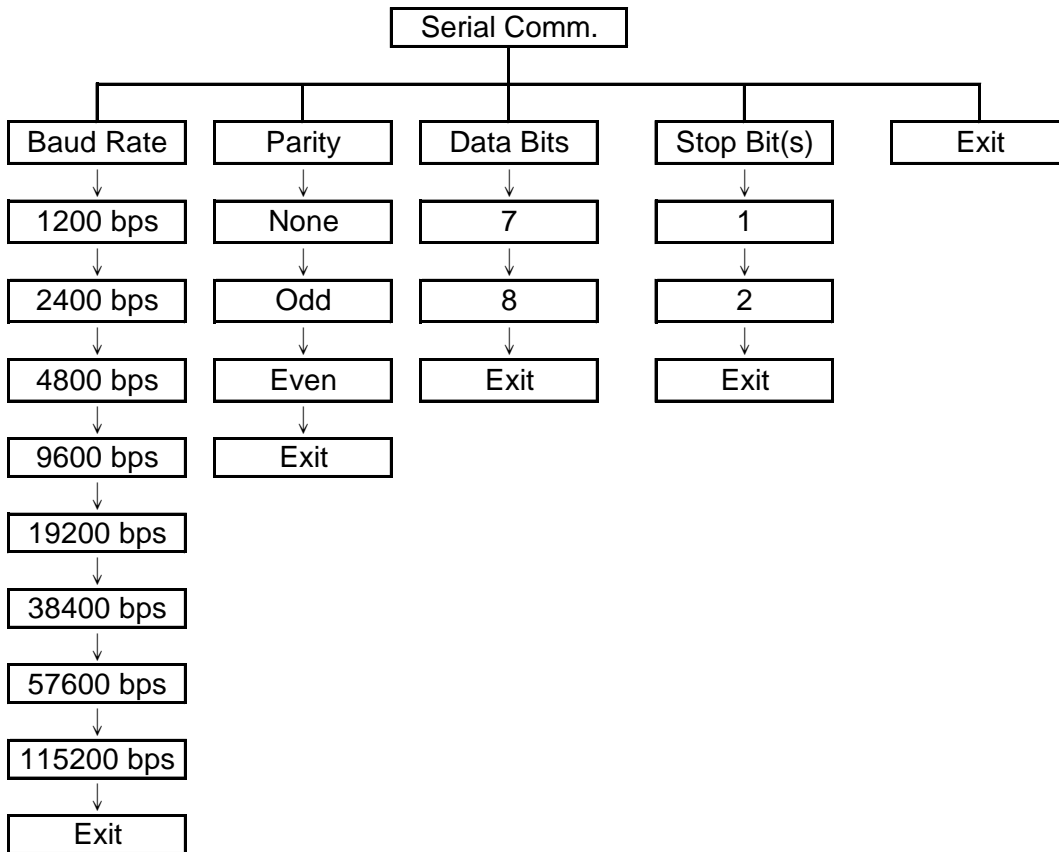 Serial Comm.
Baud Rate
Parity
Data Bits
Stop Bit(s)
Exit
1200 bps
None
7
1
2400 bps
Odd
8
2
4800 bps
Even
Exit
Exit
9600 bps
Exit
19200 bps
38400 bps
57600 bps
115200 bps
Exit